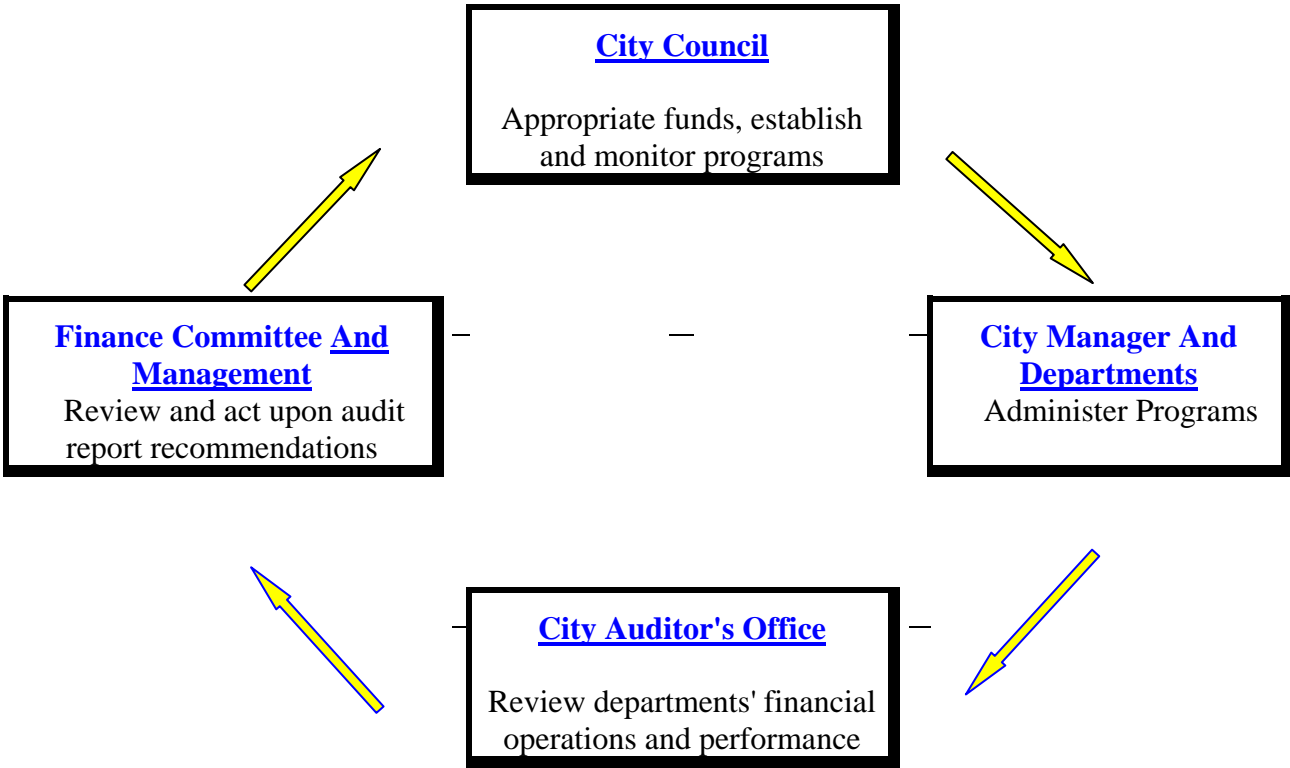 City Council
Appropriate funds, establish
and monitor programs
Finance Committee And
Management
Review and act upon audit
report recommendations
City Manager And
Departments
Administer Programs
City Auditor's Office
Review departments' financial
operations and performance